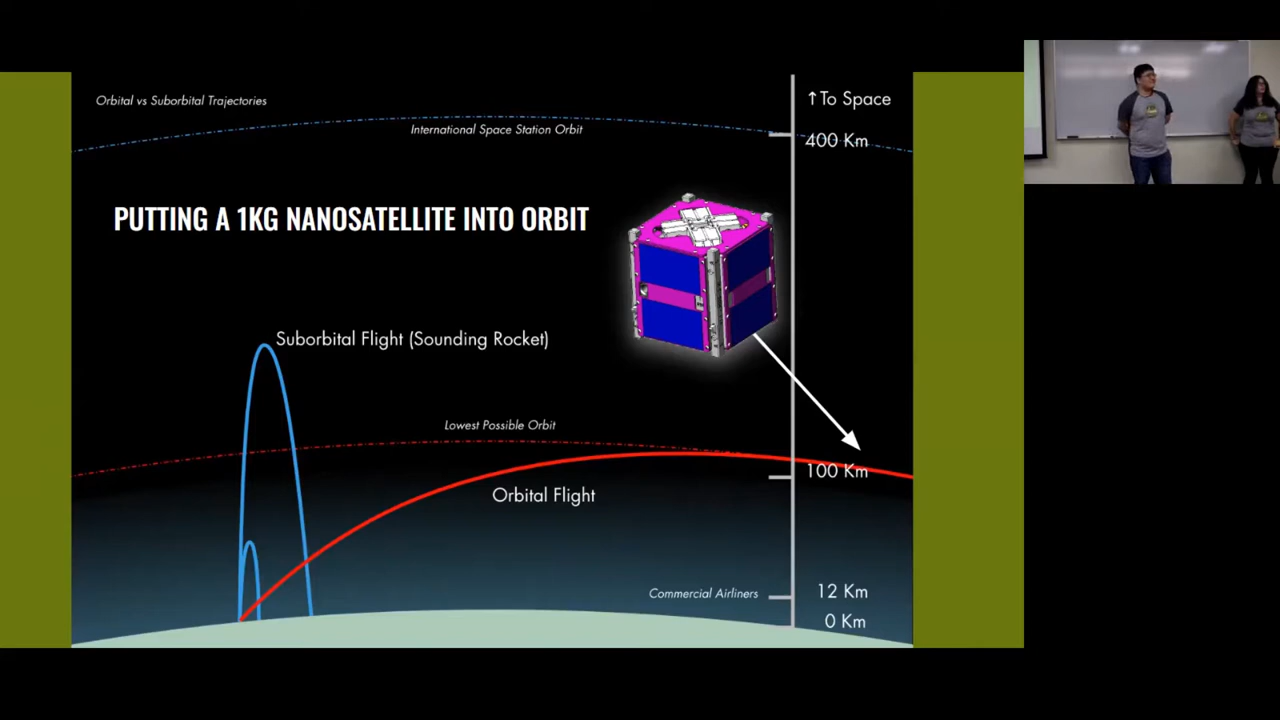 Orbital vs Suborbital Trajectories
↑To Space
International Space Station Orbit
400 Km
PUTTING A 1KG NANOSATELLITE INTO ORBIT
Suborbital Flight (Sounding Rocket)
Lowest Possible Orbit
100 Km
Orbital Flight
Commercial Airliners
12 Km
0 Km